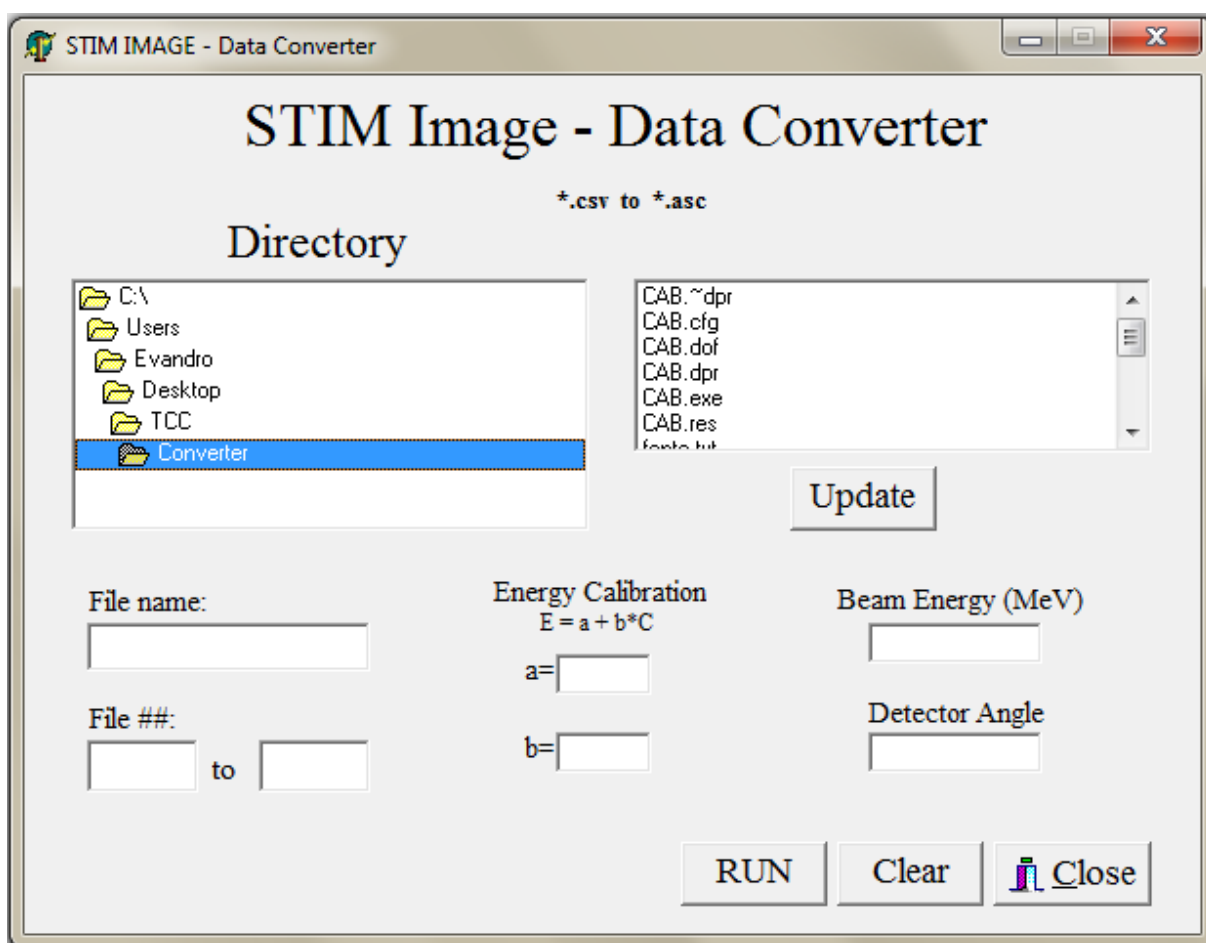 STIM IMAGE - Data Converter
STIM Image - Data Converter
*.csv to *.asc
Directory
C:\
Users
Evandro
Desktop
TCC
Converter
CAB.~dpr
CAB.cfg
CAB.dof
CAB.dpr
CAB.exe
CAB.res
Update
File name:
File ##:
to
Energy Calibration
E = a + b*C
a=
b=
Beam Energy (MeV)
Detector Angle
RUN
Clear
Close